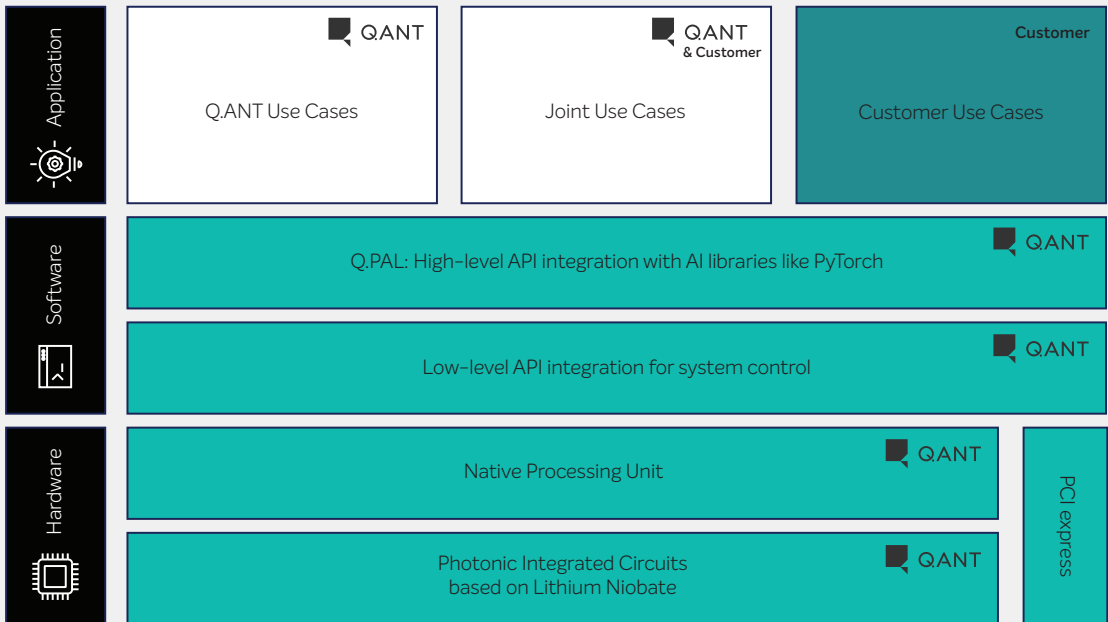 Application
Q.ANT
Q.ANT Use Cases
Q.ANT
& Customer
Joint Use Cases
Customer
Customer Use Cases
Software
Q.ANT
Q.PAL: High-level API integration with AI libraries like PyTorch
Q.ANT
Low-level API integration for system control
Hardware
Q.ANT
Native Processing Unit
Q.ANT
Photonic Integrated Circuits
based on Lithium Niobate
PCI express